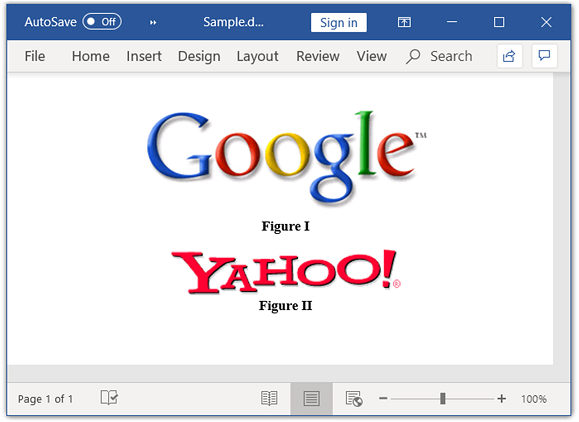 AutoSave Off Sample.d... Sign in
File Home Insert Design Layout Review View Search
Google™
Figure I
YAHOO!®
Figure II
Page 1 of 1 100%